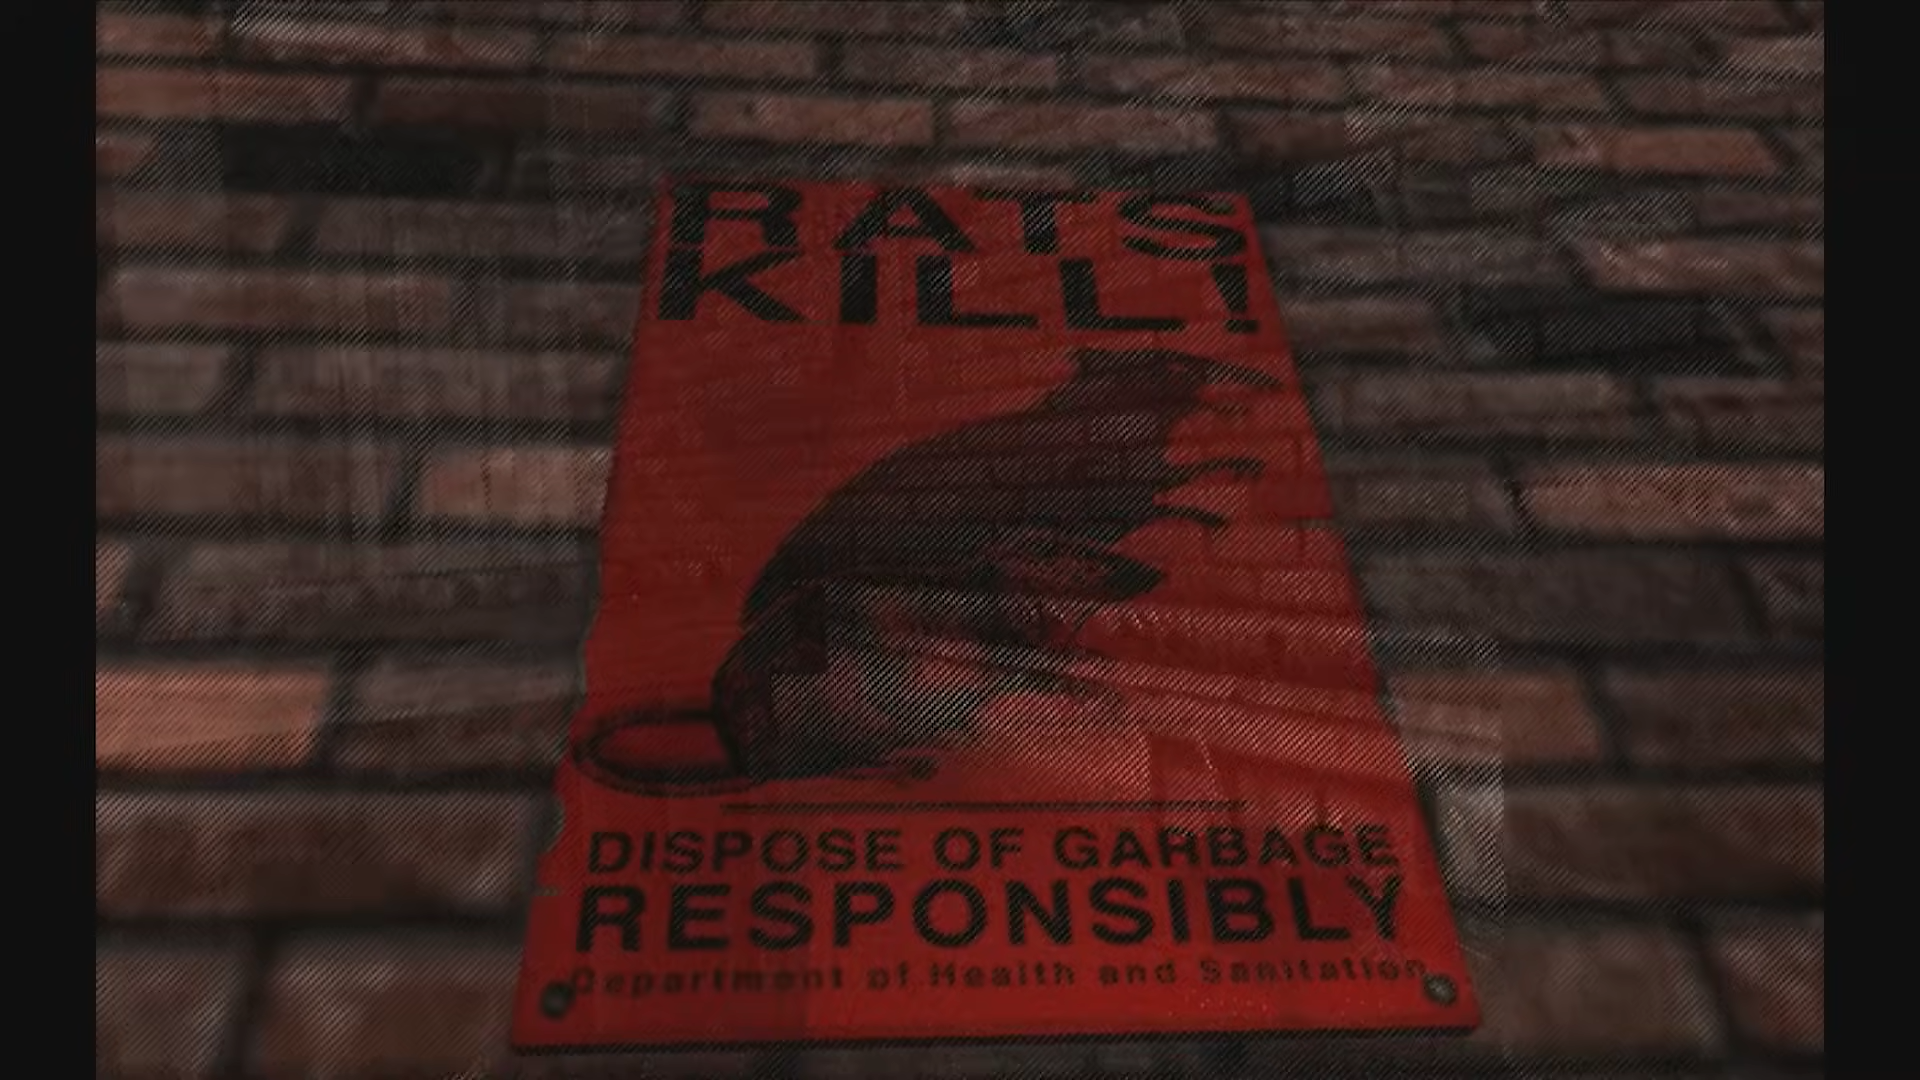 RATS
KILL!
DISPOSE OF GARBAGE
RESPONSIBLY
Department of Health and Sanitation